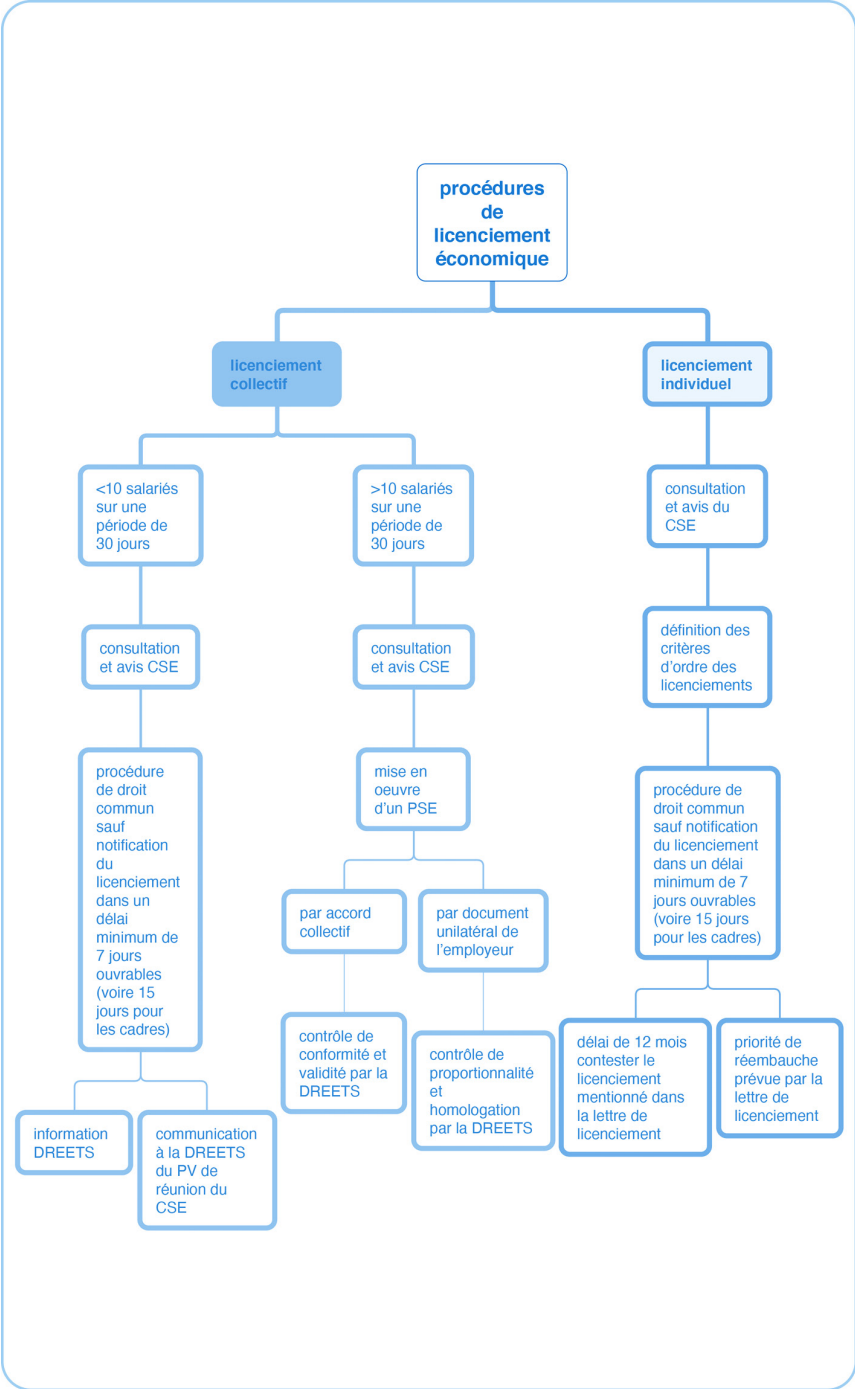 procédures
de
licenciement
économique
licenciement
collectif
licenciement
individuel
<10 salariés
sur une
période de
30 jours
>10 salariés
sur une
période de
30 jours
consultation
et avis du
CSE
consultation
et avis CSE
consultation
et avis CSE
définition des
critères
d'ordre des
licenciements
procédure
de droit
commun
sauf
notification
du
licenciement
dans un
délai
minimum de
7 jours
ouvrables
(voire 15
jours pour
les cadres)
mise en
oeuvre
d'un PSE
procédure de
droit commun
sauf notification
du licenciement
dans un délai
minimum de 7
jours ouvrables
(voire 15 jours
pour les cadres)
par accord
collectif
par document
unilatéral de
l'employeur
contrôle de
conformité et
validité par la
DREETS
contrôle de
proportionnalité
et
homologation
par la DREETS
délai de 12 mois
contester le
licenciement
mentionné dans
la lettre de
licenciement
priorité de
réembauche
prévue par la
lettre de
licenciement
information
DREETS
communication
à la DREETS
du PV de
réunion du
CSE